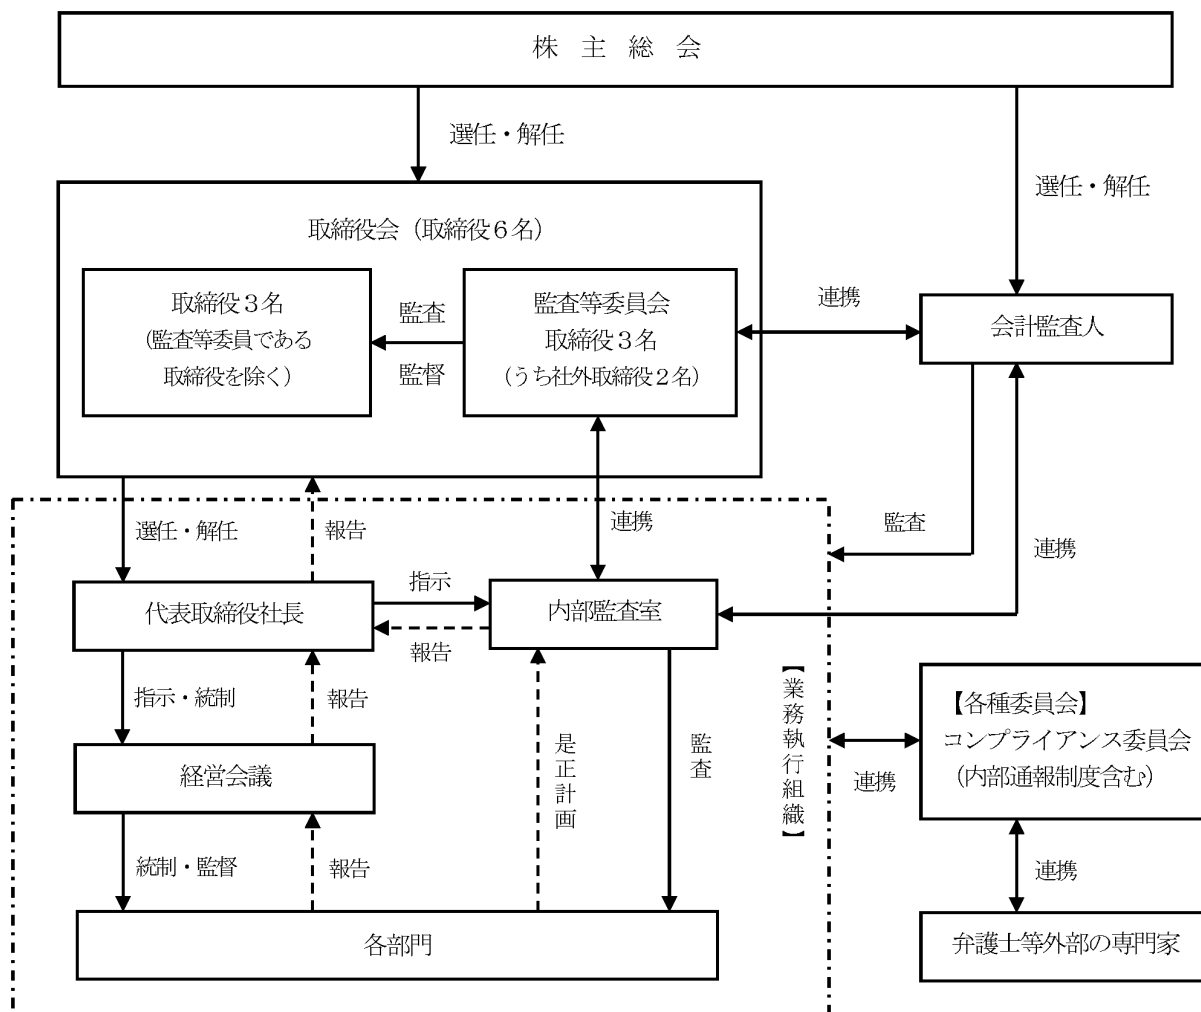 株主総会
選任・解任
選任・解任
取締役会（取締役６名）
取締役３名
（監査等委員である
取締役を除く）
監査
監督
監査等委員会
取締役３名
（うち社外取締役２名）
連携
会計監査人
選任・解任
報告
連携
監査
連携
代表取締役社長
指示
報告
内部監査室
指示・統制
報告
経営会議
是正計画
監査
【業務執行組織】
連携
【各種委員会】
コンプライアンス委員会
（内部通報制度含む）
統制・監督
報告
連携
各部門
弁護士等外部の専門家